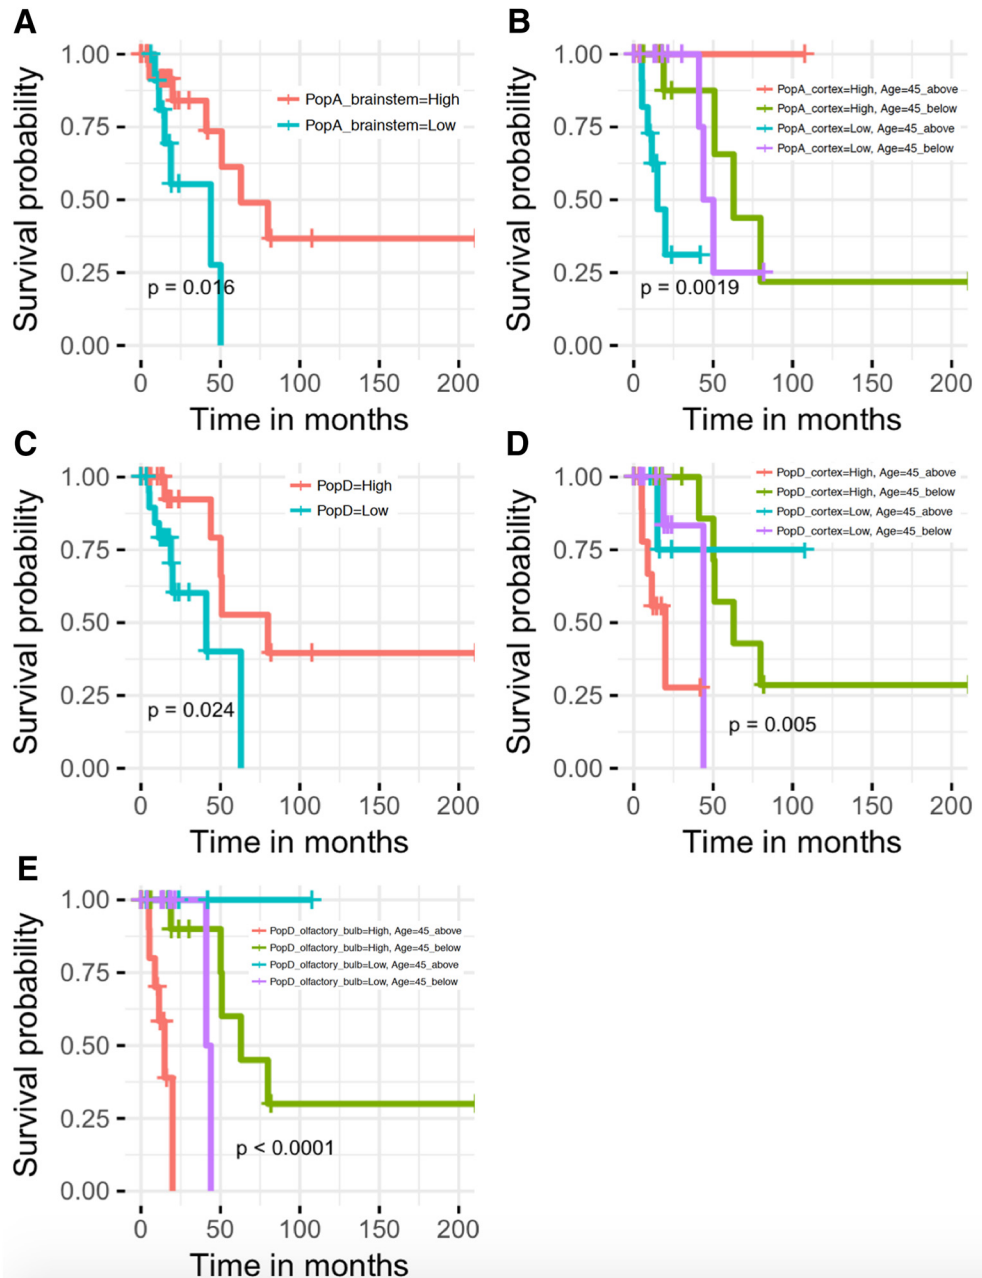 A
Survival probability
1.00
0.75
0.50
0.25
0.00
PopA_brainstem=High
PopA_brainstem=Low
p = 0.016
0 50 100 150 200
Time in months
B
Survival probability
1.00
0.75
0.50
0.25
0.00
PopA_cortex=High, Age=45_above
PopA_cortex=High, Age=45_below
PopA_cortex=Low, Age=45_above
PopA_cortex=Low, Age=45_below
p = 0.0019
0 50 100 150 200
Time in months
C
Survival probability
1.00
0.75
0.50
0.25
0.00
PopD=High
PopD=Low
p = 0.024
0 50 100 150 200
Time in months
D
Survival probability
1.00
0.75
0.50
0.25
0.00
PopD_cortex=High, Age=45_above
PopD_cortex=High, Age=45_below
PopD_cortex=Low, Age=45_above
PopD_cortex=Low, Age=45_below
p = 0.005
0 50 100 150 200
Time in months
E
Survival probability
1.00
0.75
0.50
0.25
0.00
PopD_olfactory_bulb=High, Age=45_above
PopD_olfactory_bulb=High, Age=45_below
PopD_olfactory_bulb=Low, Age=45_above
PopD_olfactory_bulb=Low, Age=45_below
p < 0.0001
0 50 100 150 200
Time in months